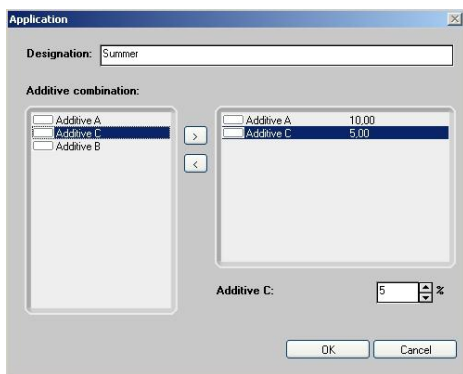 Application
Designation: Summer
Additive combination:
Additive A
Additive C
Additive B
>
<
Additive A 10,00
Additive C 5,00
Additive C: 5 %
OK Cancel